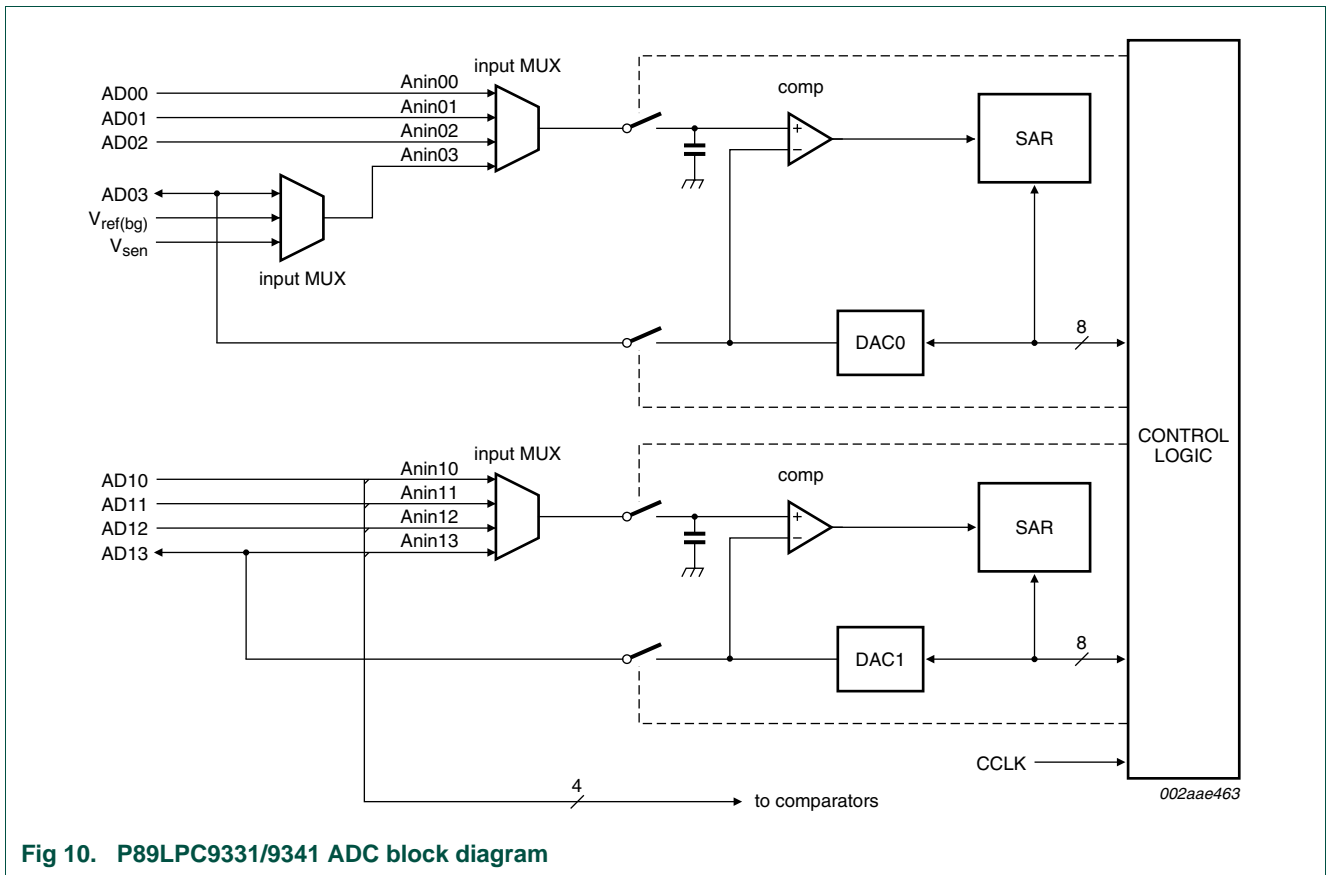 input MUX
comp
AD00
Anin00
AD01
Anin01
AD02
Anin02
Anin03
+
−
SAR
AD03
Vref(bg)
Vsen
input MUX
DAC0
8
CONTROL
LOGIC
input MUX
comp
AD10
Anin10
AD11
Anin11
AD12
Anin12
AD13
Anin13
+
−
SAR
DAC1
8
CCLK
4
to comparators
002aae463
Fig 10. P89LPC9331/9341 ADC block diagram